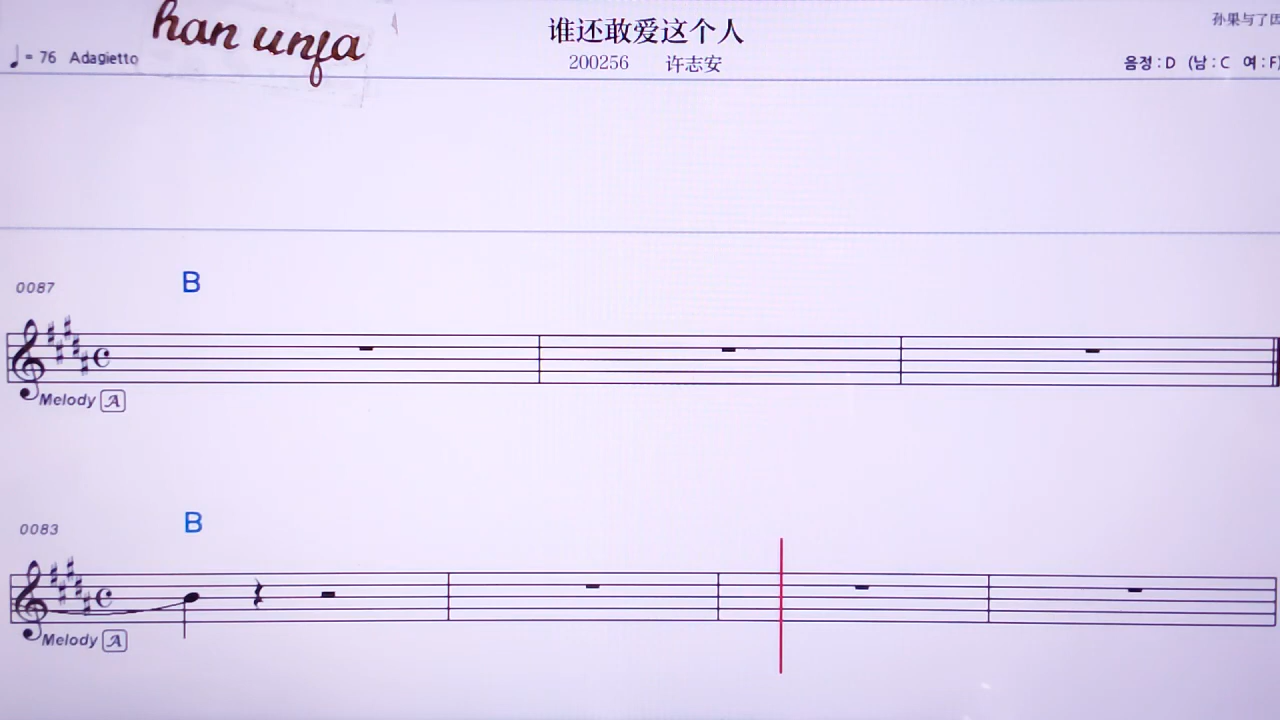 han unfa
谁还敢爱这个人
孙果与了
♩= 76 Adagietto
200256 许志安
음정 : D (남 : C 여 : F
0087 B
Melody A
0083 B
Melody A